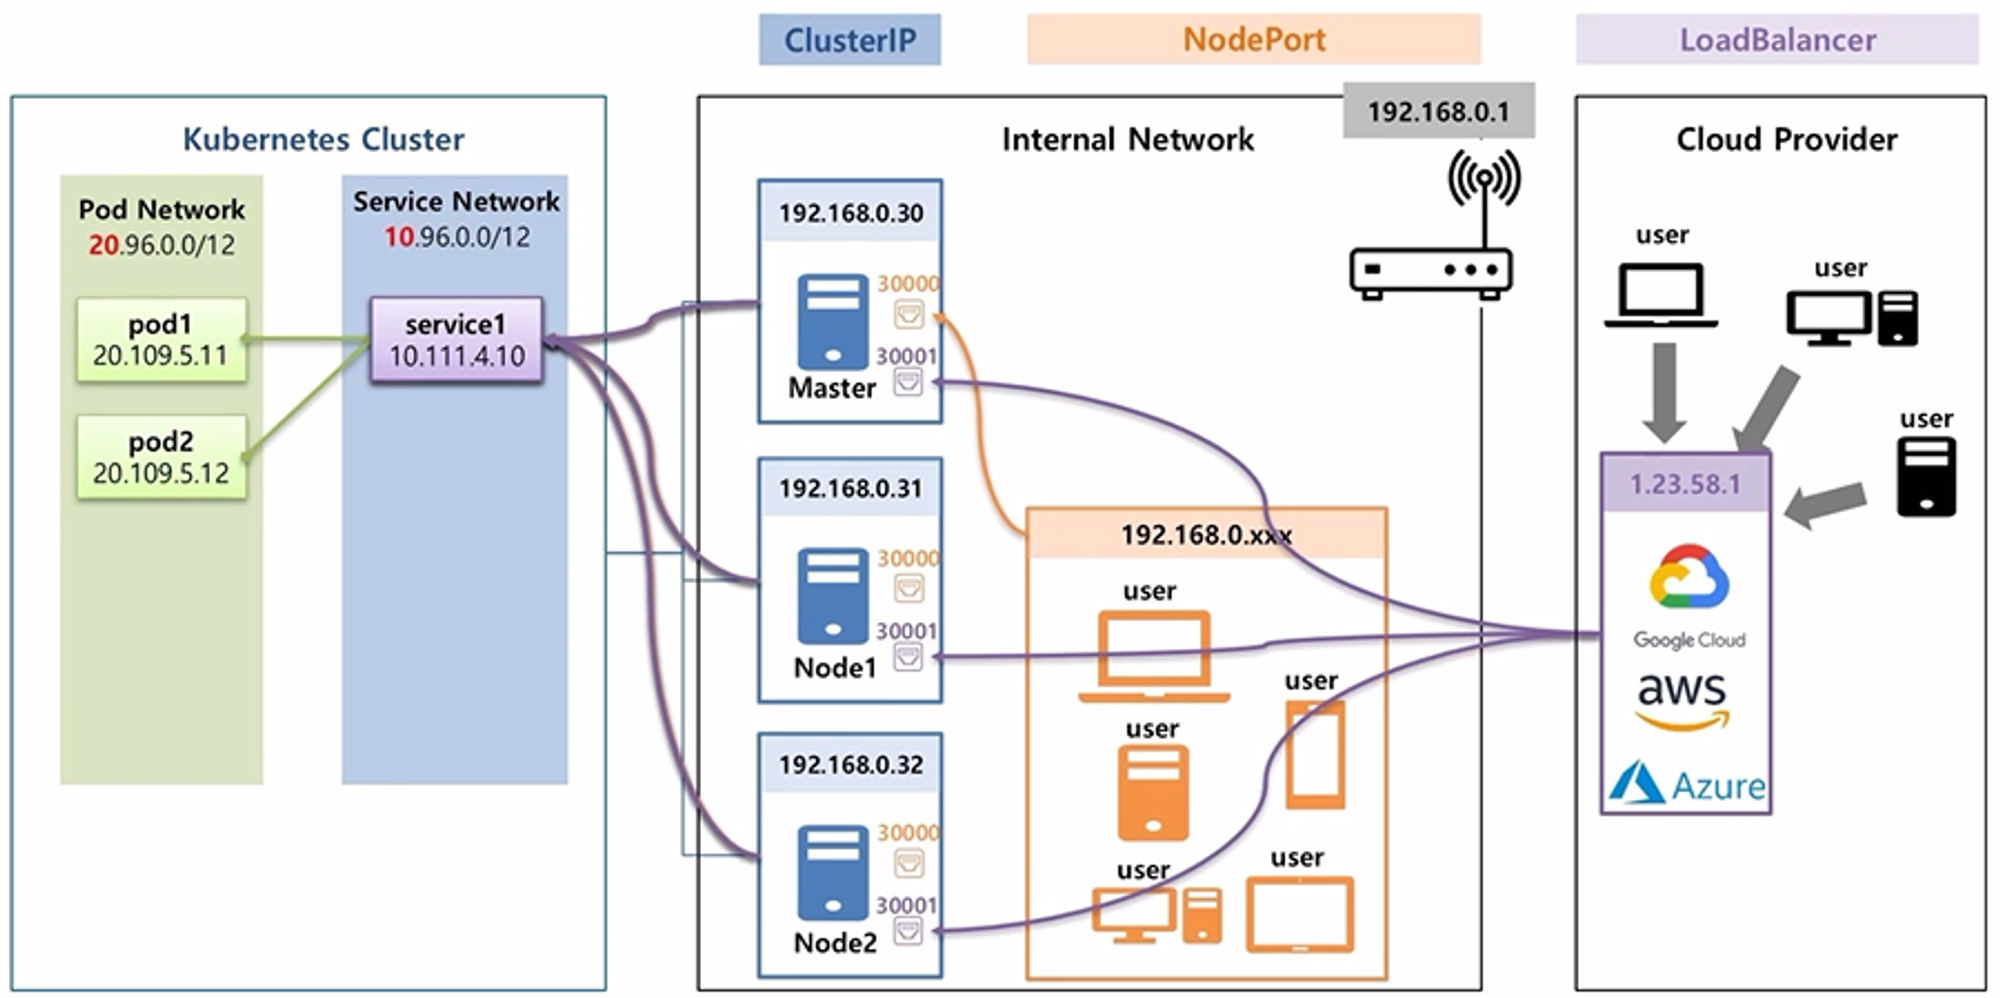 ClusterIP
NodePort
LoadBalancer
Kubernetes Cluster
Pod Network
20.96.0.0/12
pod1
20.109.5.11
pod2
20.109.5.12
Service Network
10.96.0.0/12
service1
10.111.4.10
Internal Network
192.168.0.1
192.168.0.30
30000
30001
Master
192.168.0.31
30000
30001
Node1
192.168.0.32
30000
30001
Node2
192.168.0.xxx
user
user
user
user
user
Cloud Provider
user
user
user
1.23.58.1
Google Cloud
aws
Azure